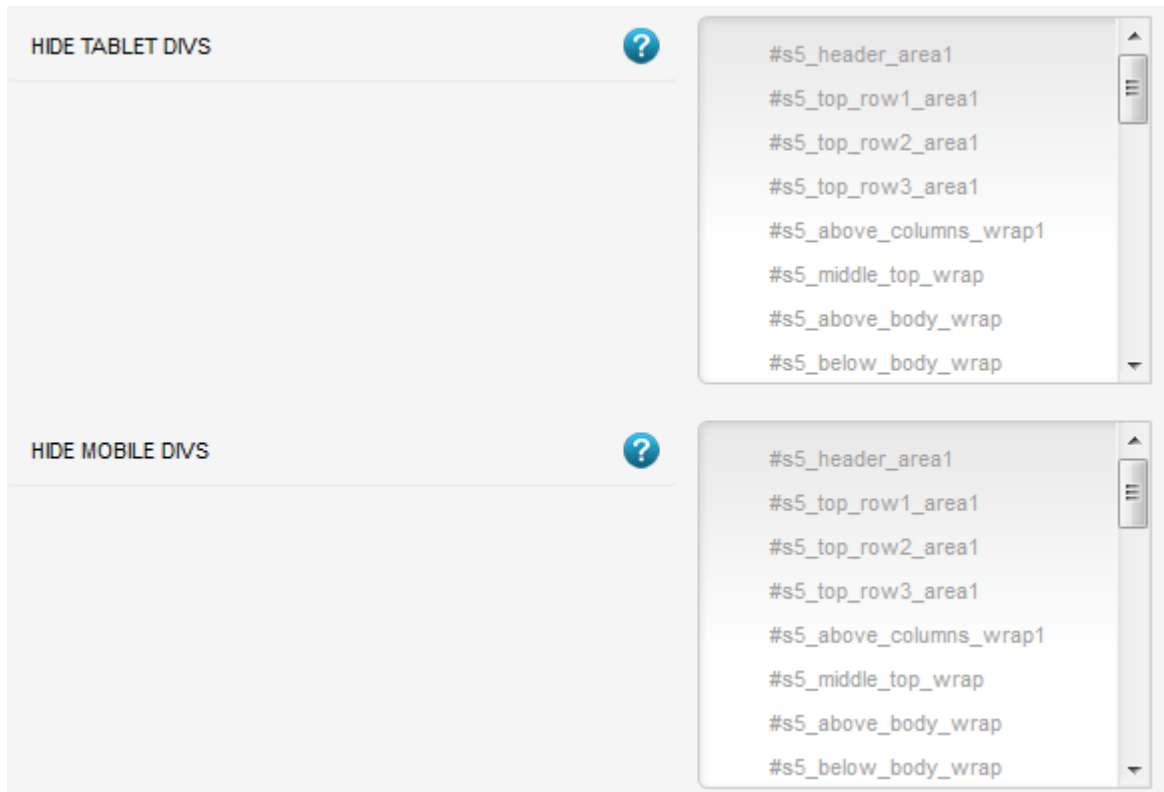 HIDE TABLET DIVS
?
#s5_header_area1
#s5_top_row1_area1
#s5_top_row2_area1
#s5_top_row3_area1
#s5_above_columns_wrap1
#s5_middle_top_wrap
#s5_above_body_wrap
#s5_below_body_wrap
HIDE MOBILE DIVS
?
#s5_header_area1
#s5_top_row1_area1
#s5_top_row2_area1
#s5_top_row3_area1
#s5_above_columns_wrap1
#s5_middle_top_wrap
#s5_above_body_wrap
#s5_below_body_wrap